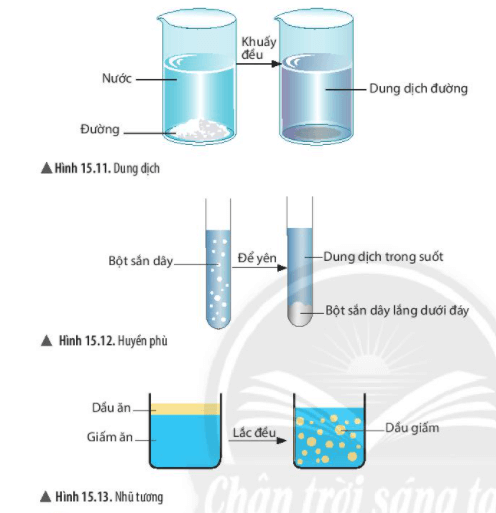 Khuấy
đều
Nước
Dung dịch đường
Đường
▲ Hình 15.11. Dung dịch
Bột sắn dây
Để yên
Dung dịch trong suốt
Bột sắn dây lắng dưới đáy
▲ Hình 15.12. Huyền phù
Dầu ăn
Giấm ăn
Lắc đều
Dầu giấm
▲ Hình 15.13. Nhũ tương
Chân trời sáng tạo